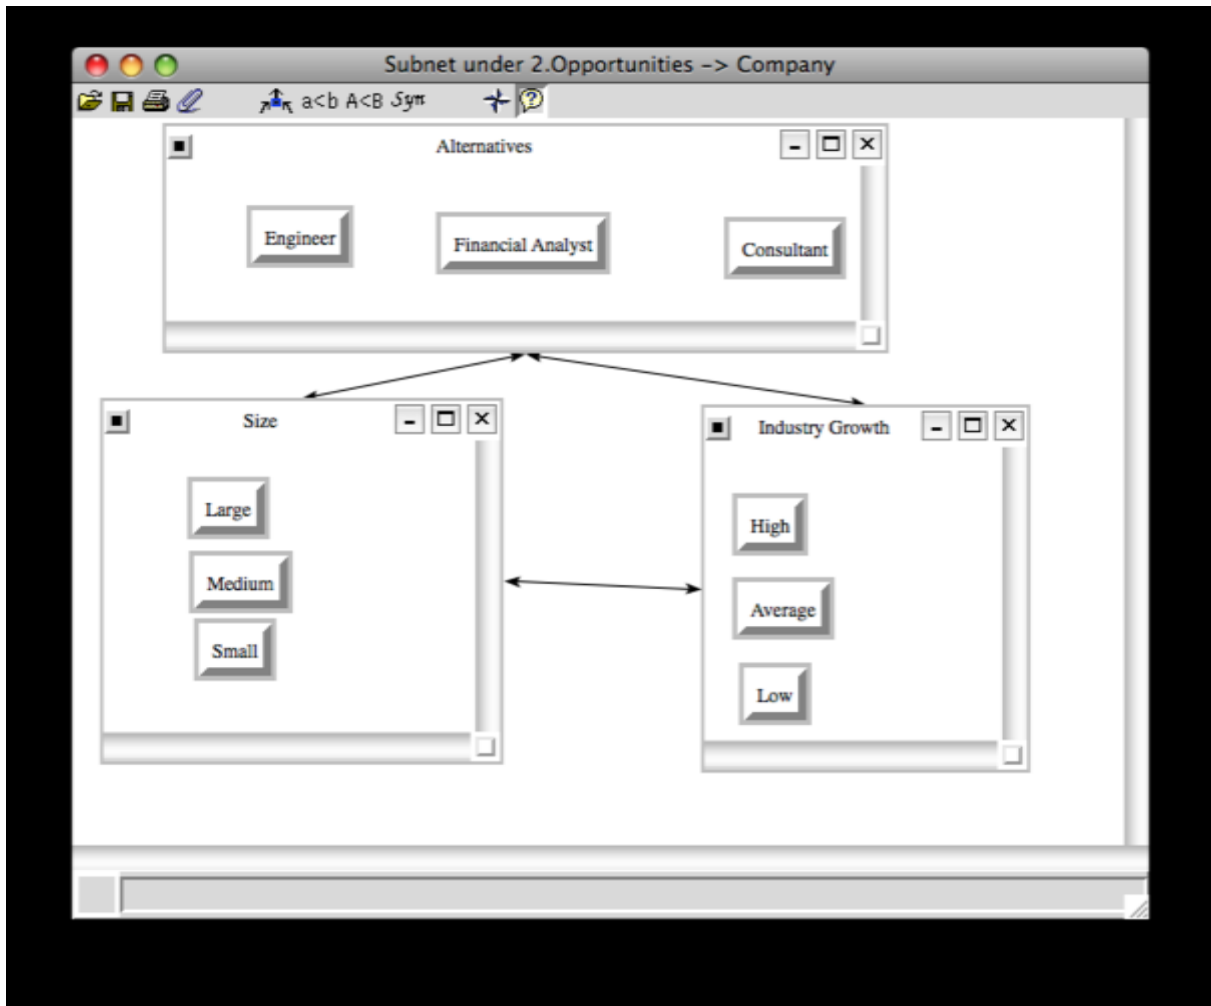 Subnet under 2.Opportunities -> Company
a<b A<B Syπ
Alternatives
Engineer
Financial Analyst
Consultant
Size
Large
Medium
Small
Industry Growth
High
Average
Low